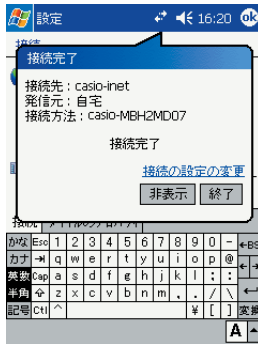 設定 16:20 ok
接続
接続完了
接続先：casio-inet
発信元：自宅
接続方法：casio-MBH2MD07
接続完了
接続の設定の変更
非表示 終了
かな Esc 1 2 3 4 5 6 7 8 9 0 - ←BS
カナ →| q w e r t y u i o p @
英数 Cap a s d f g h j k l ; : ← →
半角 z x c v b n m , . / \ ←
記号 Ctl ^ ¥ [ ] 変換
A